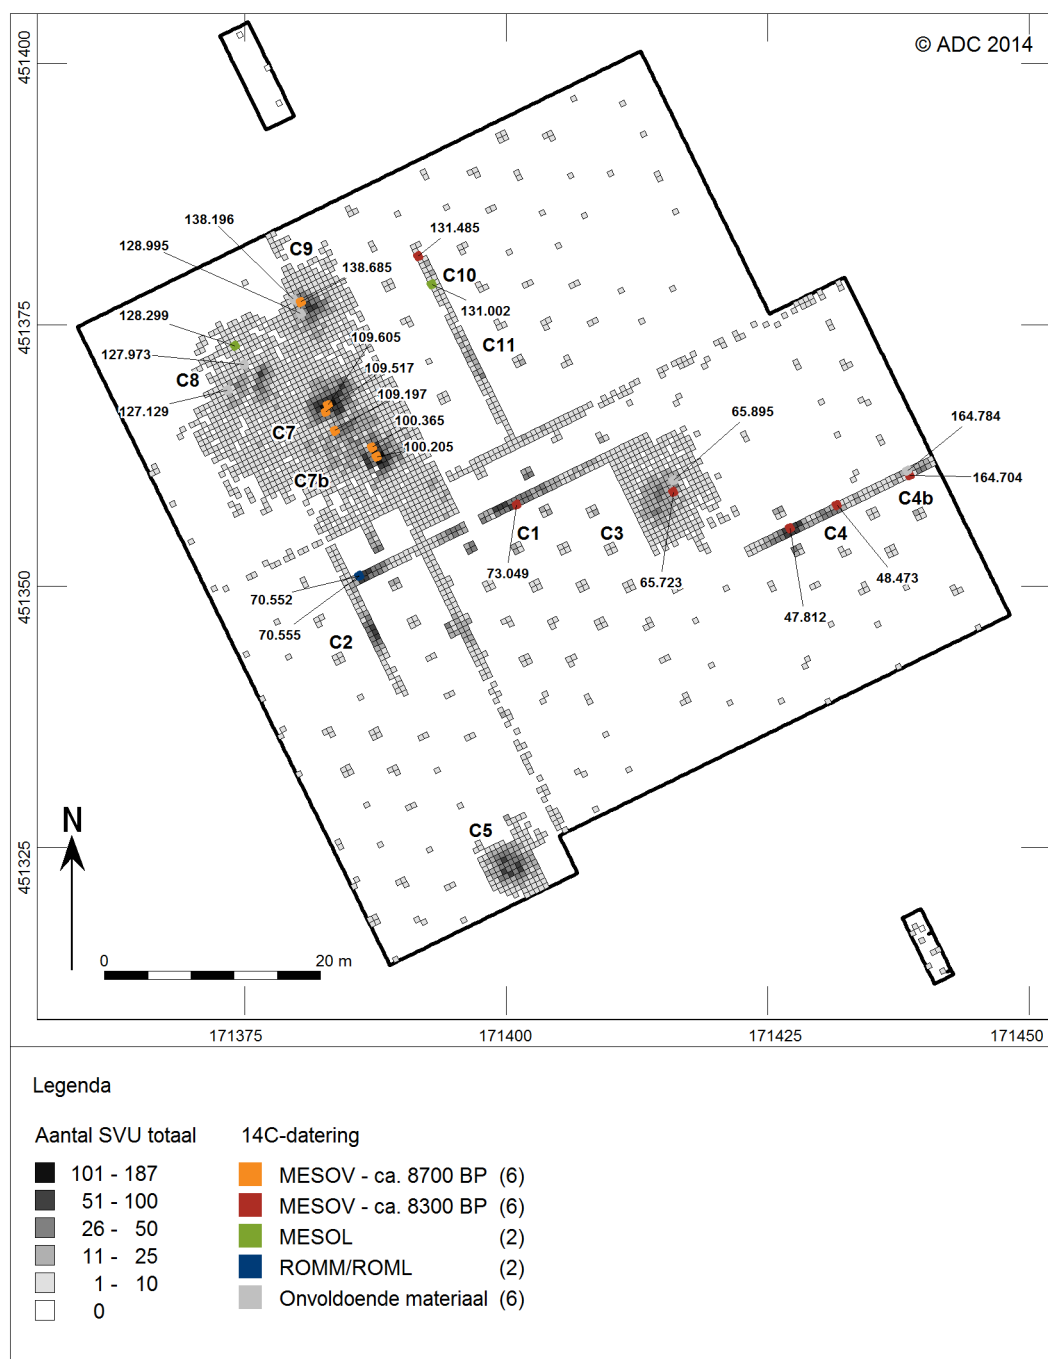 © ADC 2014
451400
451375
451350
451325
138.196
C9
128.995
138.685
131.485
C10
131.002
128.299
109.605
127.973
C11
109.517
C8
109.197
127.129
100.365
C7
100.205
65.895
164.784
C7b
164.704
C4b
C1
C3
C4
73.049
65.723
48.473
70.552
47.812
70.555
C2
C5
N
0 20 m
171375 171400 171425 171450
Legenda
Aantal SVU totaal 14C-datering
101 - 187 MESOV - ca. 8700 BP (6)
51 - 100 MESOV - ca. 8300 BP (6)
26 - 50 MESOL (2)
11 - 25 ROMM/ROML (2)
1 - 10 Onvoldoende materiaal (6)
0